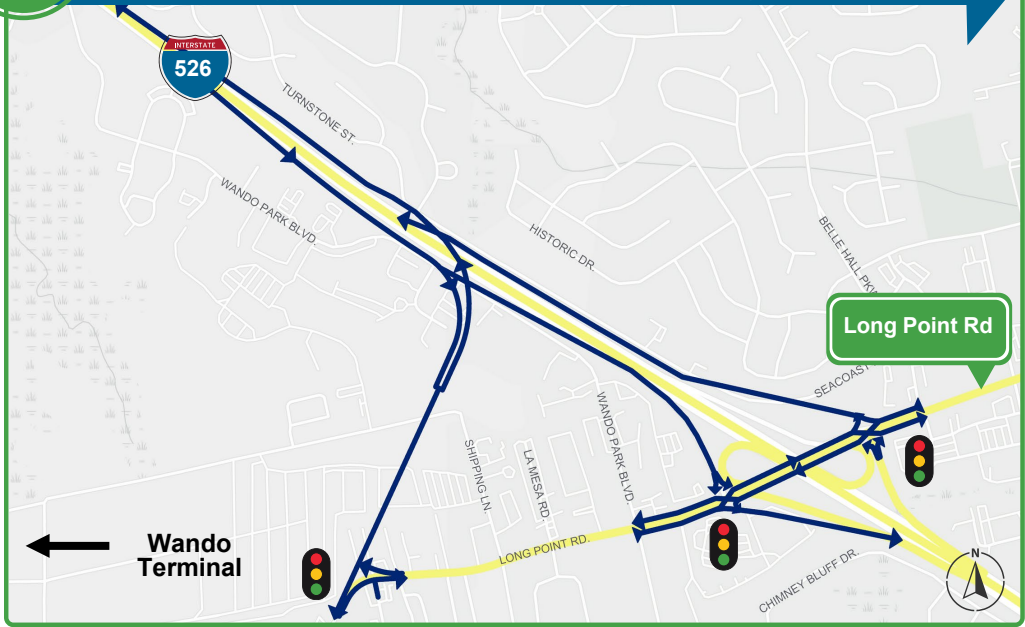 INTERSTATE
526
TURNSTONE ST.
WANDO PARK BLVD.
HISTORIC DR.
BELLE HALL PKW
Long Point Rd
SEACOAST
WANDO PARK BLVD.
SHIPPING LN.
LA MESA RD.
LONG POINT RD.
Wando
Terminal
CHIMNEY BLUFF DR.
N